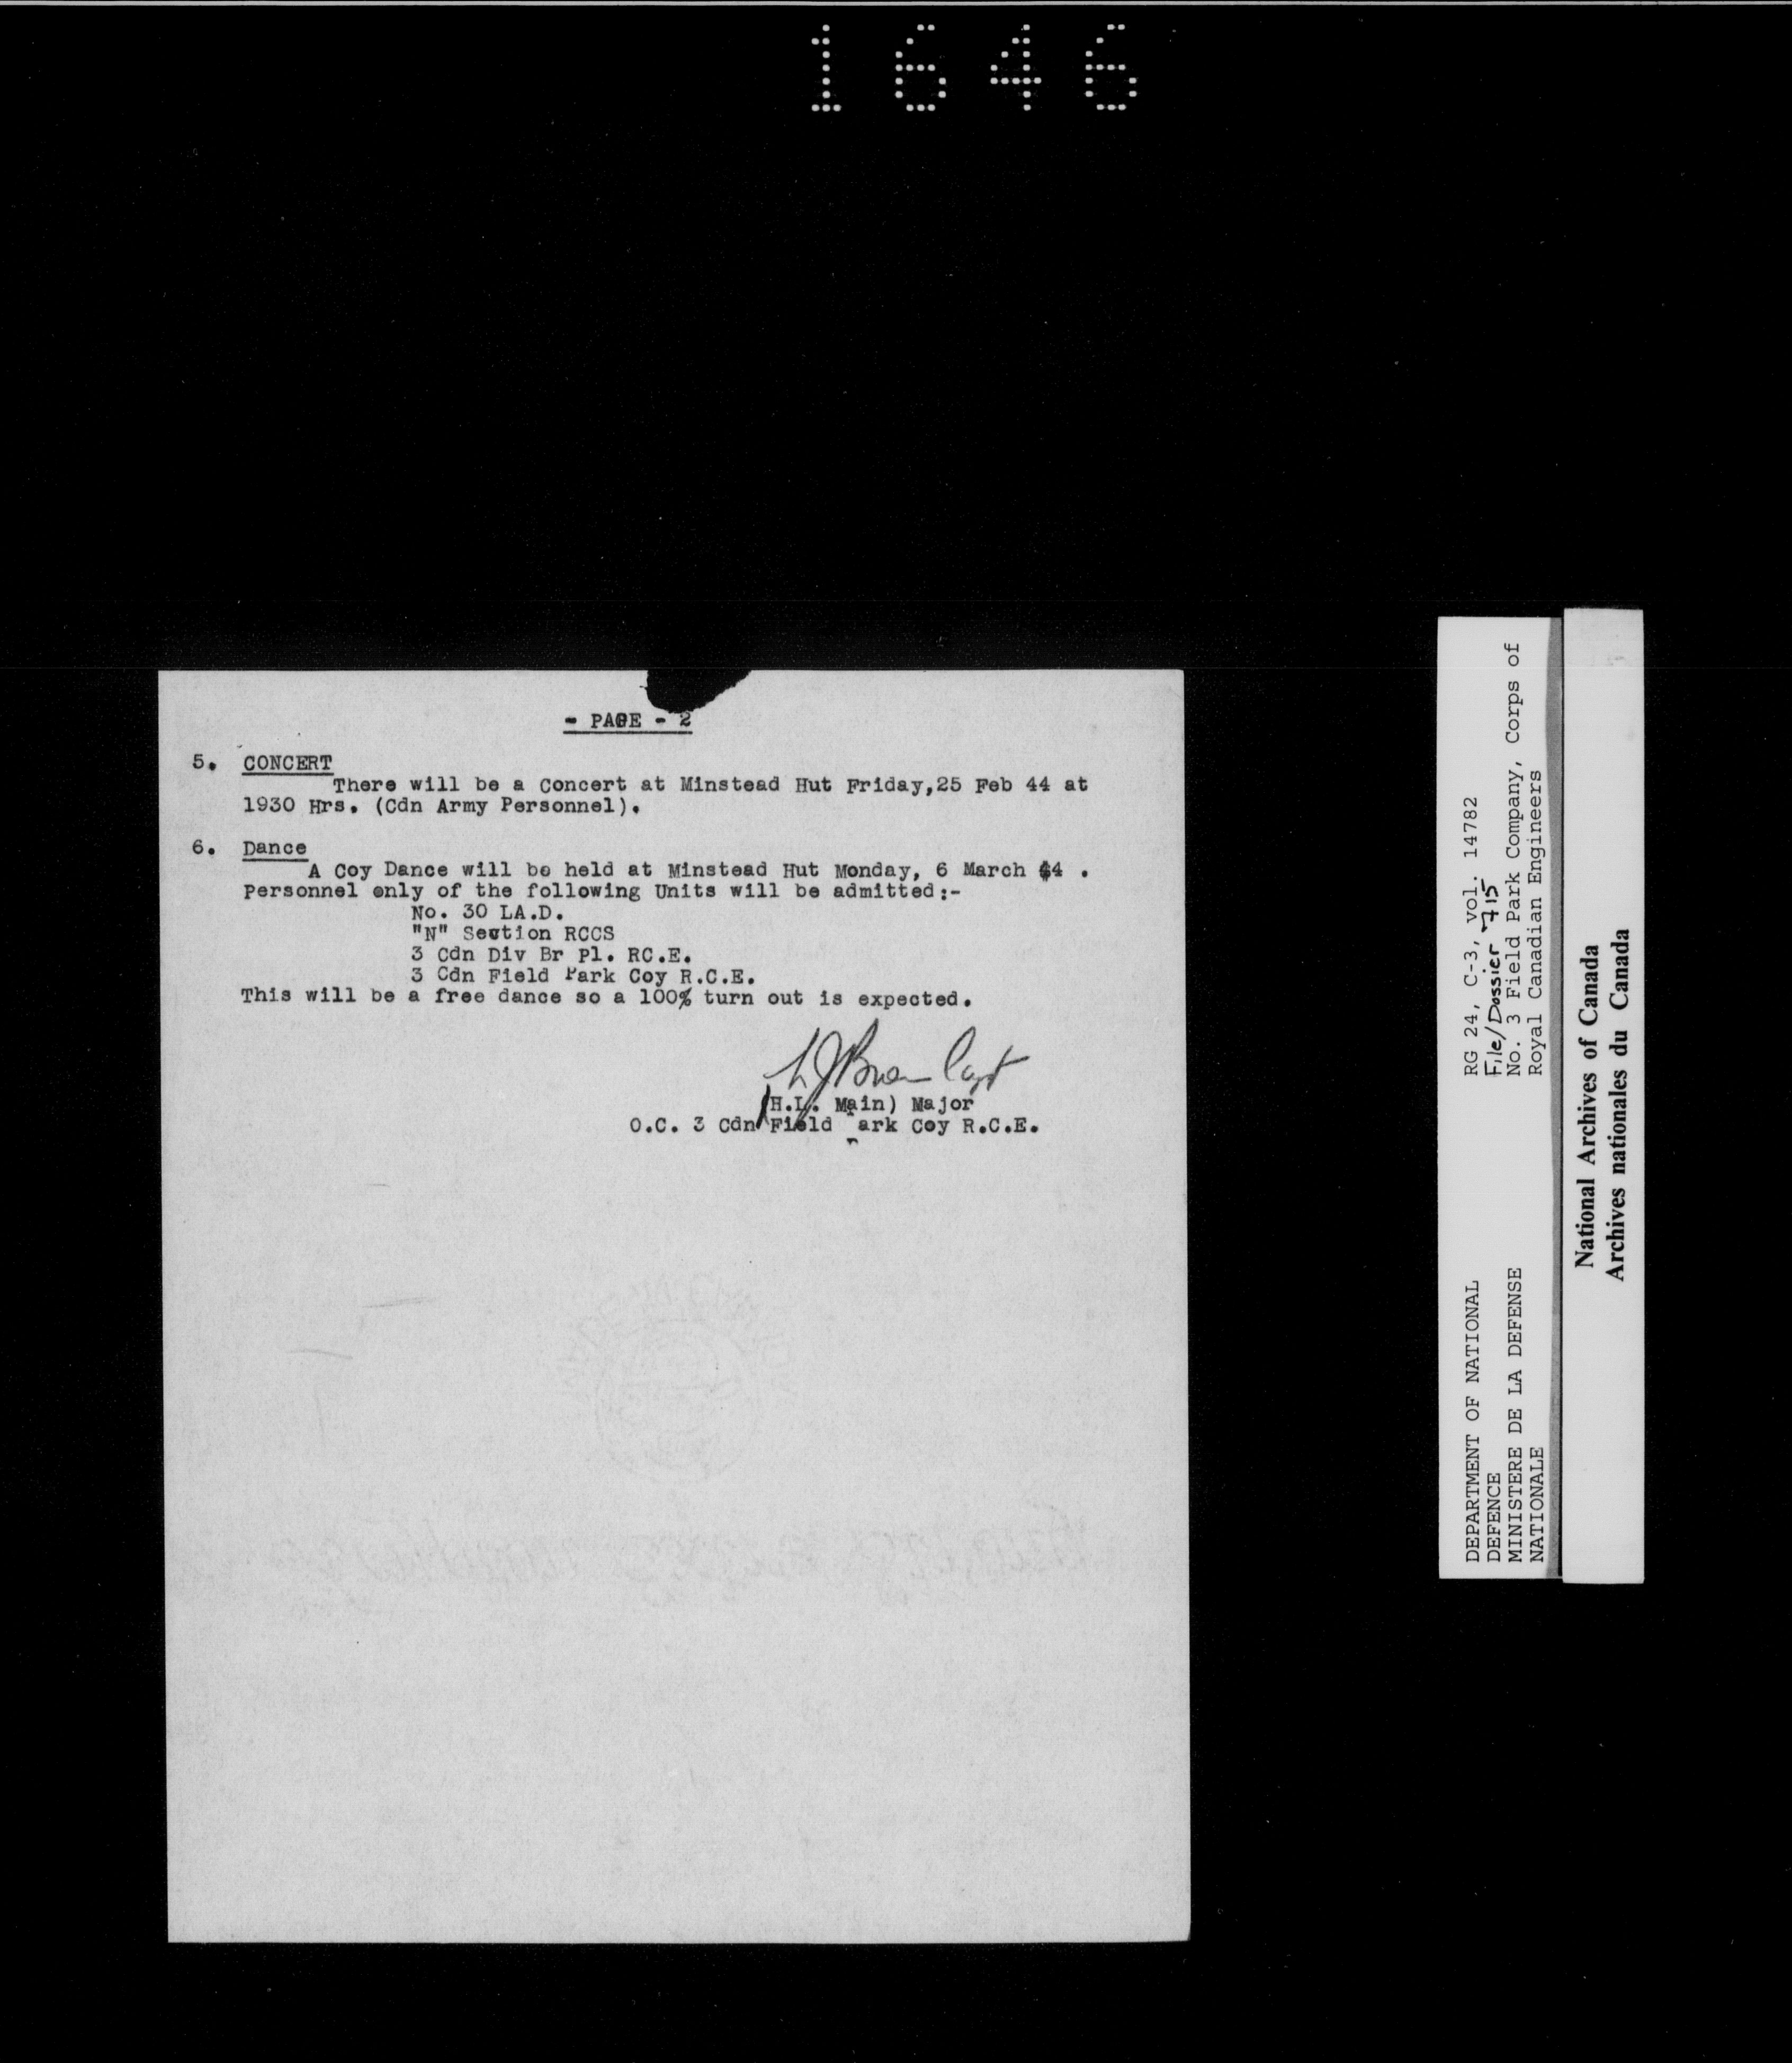 1646
- PAGE - 2
5. CONCERT
There will be a Concert at Minstead Hut Friday,25 Feb 44 at
1930 Hrs. (Cdn Army Personnel).
6. Dance
A Coy Dance will be held at Minstead Hut Monday, 6 March 44 .
Personnel only of the following Units will be admitted:-
No. 30 LA.D.
"N" Section RCCS
3 Cdn Div Br Pl. RC.E.
3 Cdn Field Park Coy R.C.E.
This will be a free dance so a 100% turn out is expected.
Capt
(H.L. Main) Major
O.C. 3 Cdn Field Park Coy R.C.E.
RG 24, C-3, vol. 14782
File/Dossier 715
No. 3 Field Park Company, Corps of
Royal Canadian Engineers
DEPARTMENT OF NATIONAL
DEFENCE
MINISTERE DE LA DEFENSE
NATIONALE
National Archives of Canada
Archives nationales du Canada